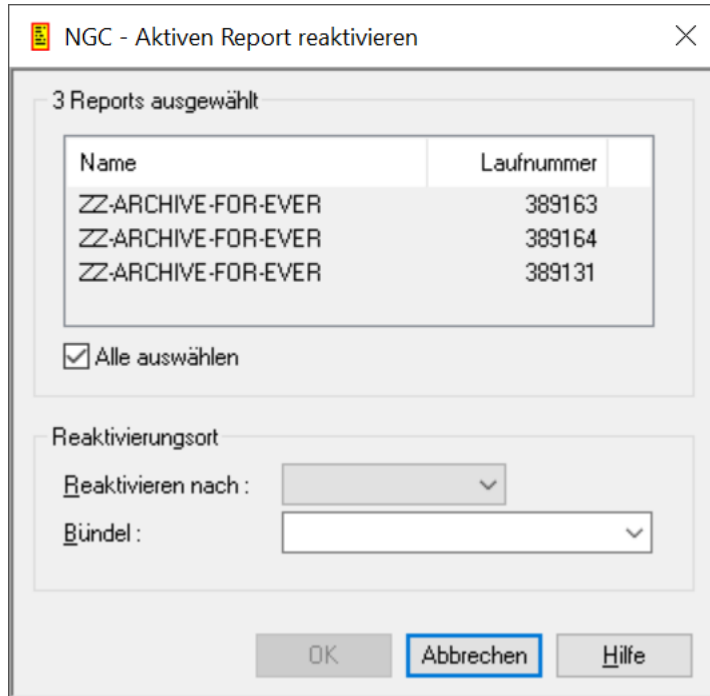 NGC - Aktiven Report reaktivieren
3 Reports ausgewählt
Name Laufnummer
ZZ-ARCHIVE-FOR-EVER 389163
ZZ-ARCHIVE-FOR-EVER 389164
ZZ-ARCHIVE-FOR-EVER 389131
Alle auswählen
Reaktivierungsort
Reaktivieren nach :
Bündel :
OK Abbrechen Hilfe